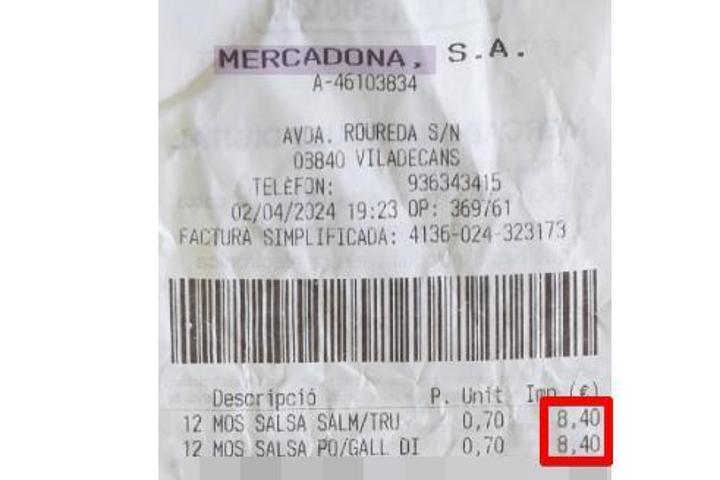 MERCADONA, S.A.
A-46103834
AVDA. ROUREDA S/N
08840 VILADECANS
TELÈFON: 936343415
02/04/2024 19:23 OP: 369761
FACTURA SIMPLIFICADA: 4136-024-323173
Descripció P. Unit Imp (€)
12 MOS SALSA SALM/TRU 0,70 8,40
12 MOS SALSA PO/GALL DI 0,70 8,40